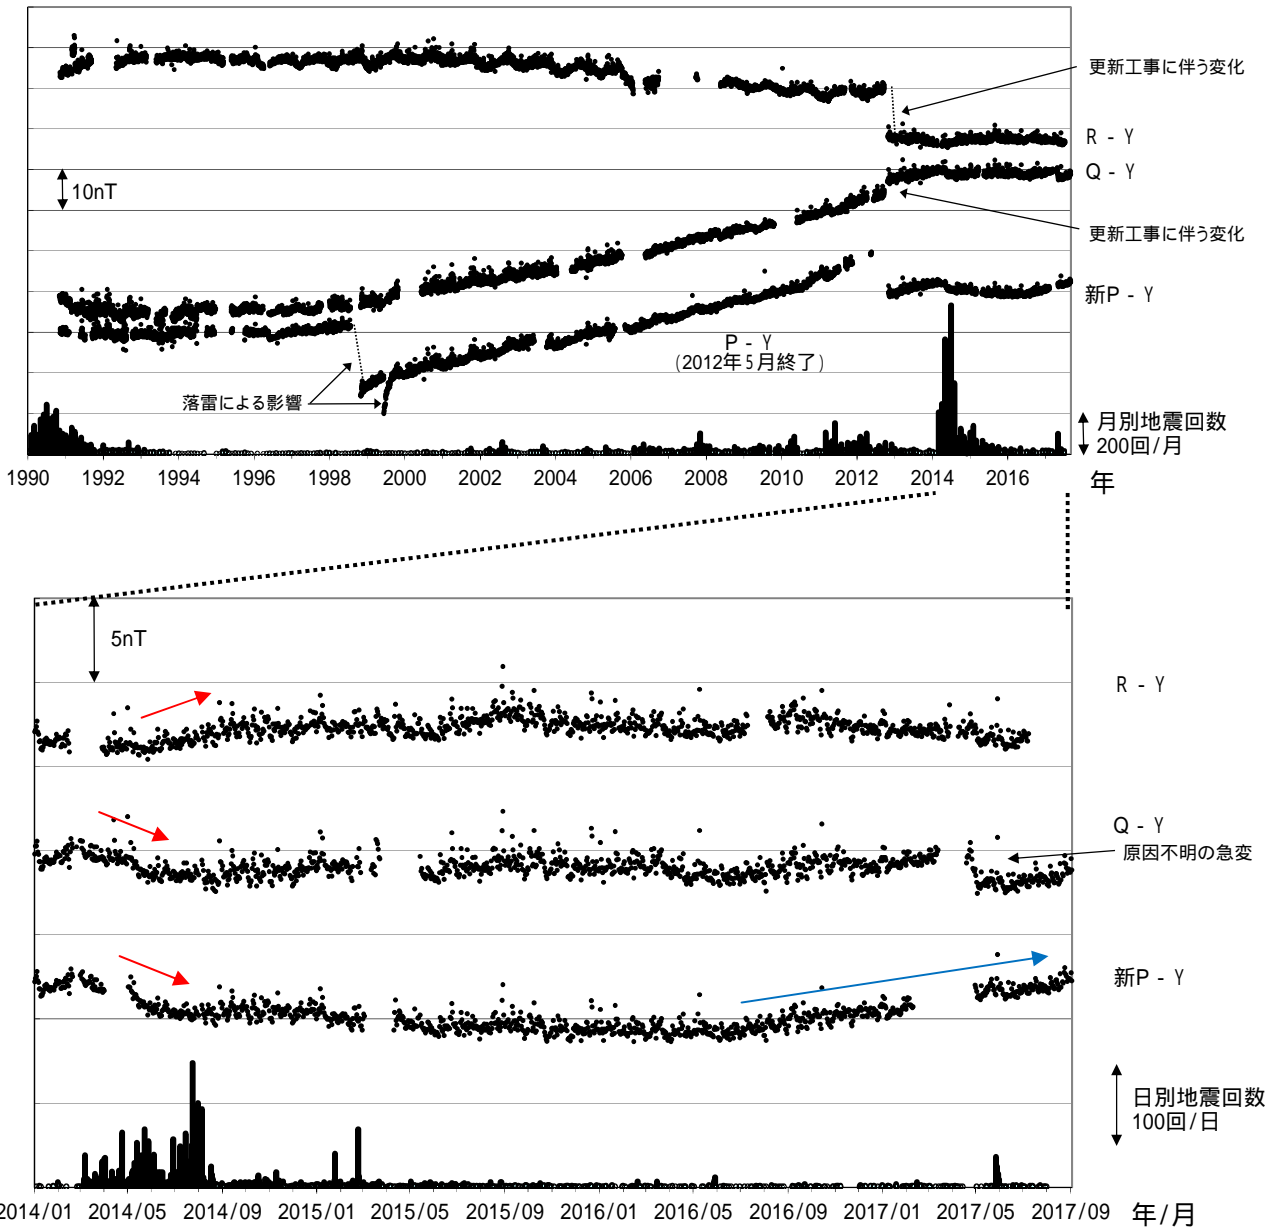 更新工事に伴う変化
R - Y
Q - Y
10nT
更新工事に伴う変化
新P - Y
P - Y
(2012年5月終了)
落雷による影響
月別地震回数
200回/月
1990 1992 1994 1996 1998 2000 2002 2004 2006 2008 2010 2012 2014 2016
年
5nT
R - Y
Q - Y
原因不明の急変
新P - Y
日別地震回数
100回/日
2014/01 2014/05 2014/09 2015/01 2015/05 2015/09 2016/01 2016/05 2016/09 2017/01 2017/05 2017/09
年/月